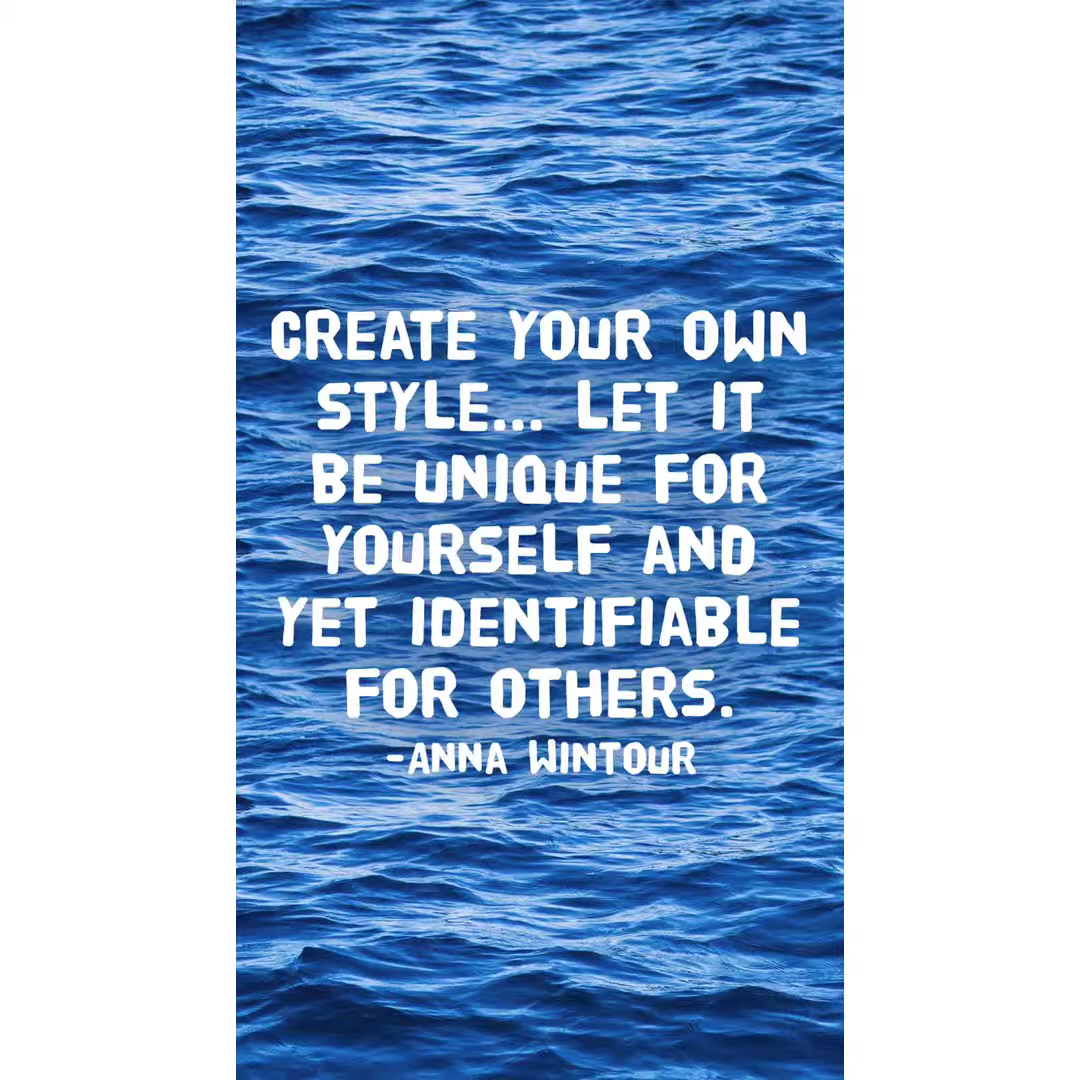 CREATE YOUR OWN
STYLE... LET IT
BE UNIQUE FOR
YOURSELF AND
YET IDENTIFIABLE
FOR OTHERS.
-ANNA WINTOUR